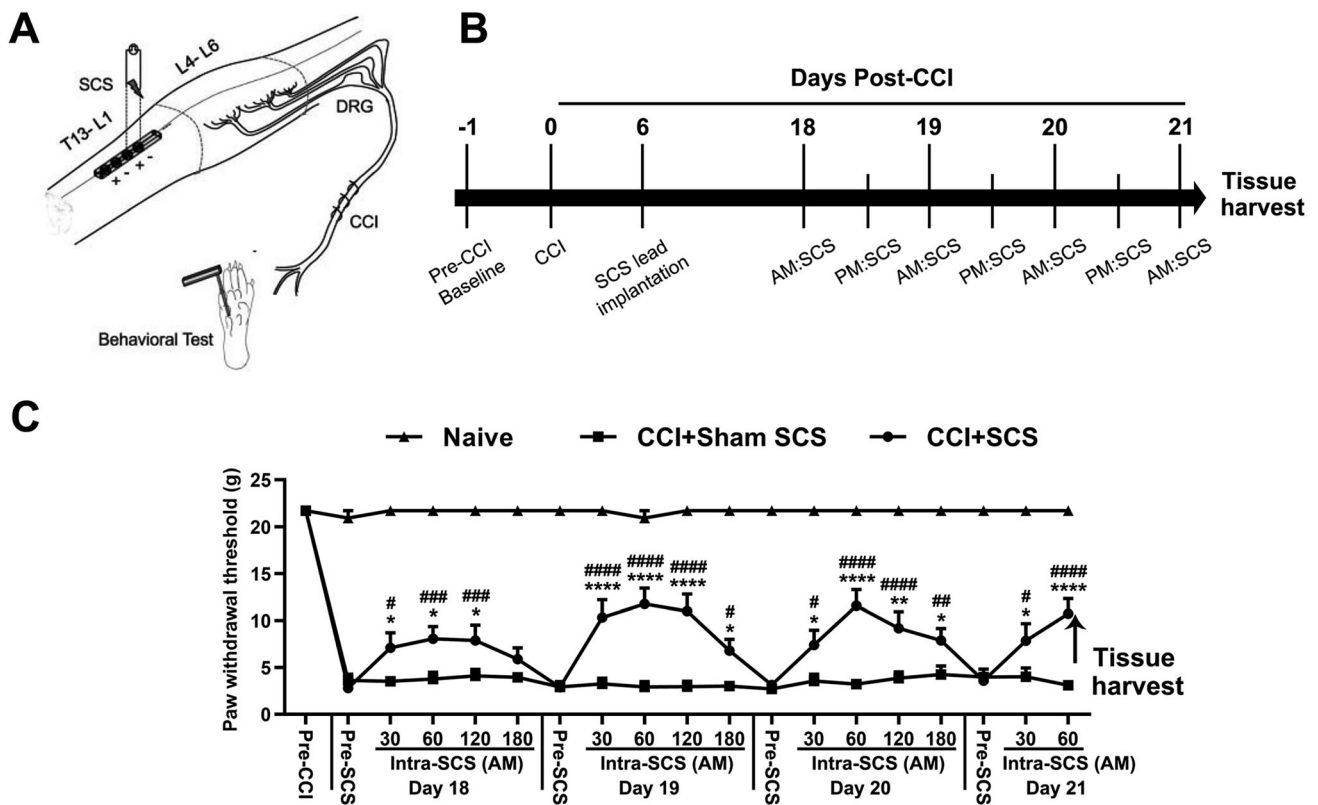 A
SCS
T13- L1
L4- L6
+ - + -
DRG
CCI
Behavioral Test
B
Days Post-CCI
-1 0 6 18 19 20 21
Tissue
harvest
Pre-CCI
Baseline
CCI
SCS lead
implantation
AM:SCS
PM:SCS
AM:SCS
PM:SCS
AM:SCS
PM:SCS
AM:SCS
C
Naive CCI+Sham SCS CCI+SCS
Paw withdrawal threshold (g)
25
20
15
10
5
0
#
*
###
*
###
*
####
****
####
****
####
****
#
*
#
*
####
****
####
**
##
*
#
*
####
****
Tissue
harvest
Pre-CCI
Pre-SCS
30 60 120 180
Intra-SCS (AM)
Day 18
Pre-SCS
30 60 120 180
Intra-SCS (AM)
Day 19
Pre-SCS
30 60 120 180
Intra-SCS (AM)
Day 20
Pre-SCS
30 60
Intra-SCS (AM)
Day 21